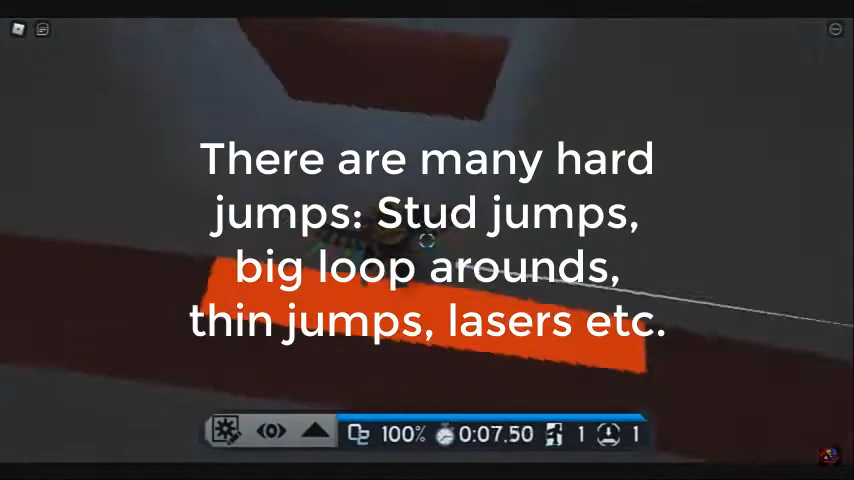 There are many hard
jumps: Stud jumps,
big loop arounds,
thin jumps, lasers etc.
100% 0:07.50 1 1